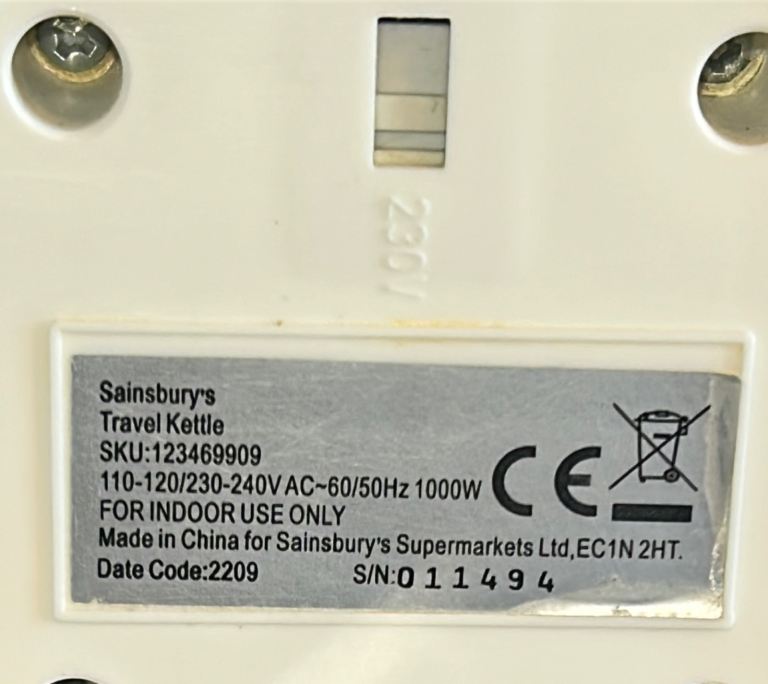 230V
Sainsbury's
Travel Kettle
SKU:123469909
110-120/230-240V AC~60/50Hz 1000W
FOR INDOOR USE ONLY
Made in China for Sainsbury's Supermarkets Ltd,EC1N 2HT.
Date Code:2209 S/N:011494
CE